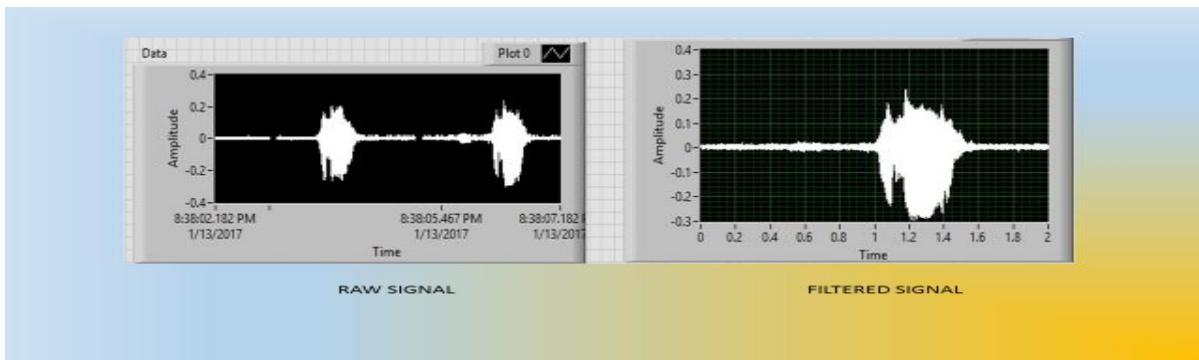 Data
Plot 0
Amplitude
0.4
0.2
0
-0.2
-0.4
8:38:02.182 PM
1/13/2017
8:38:05.467 PM
1/13/2017
8:38:07.182
1/13/2017
Time
RAW SIGNAL
Amplitude
0.4
0.3
0.2
0.1
0
-0.1
-0.2
-0.3
0 0.2 0.4 0.6 0.8 1 1.2 1.4 1.6 1.8 2
Time
FILTERED SIGNAL